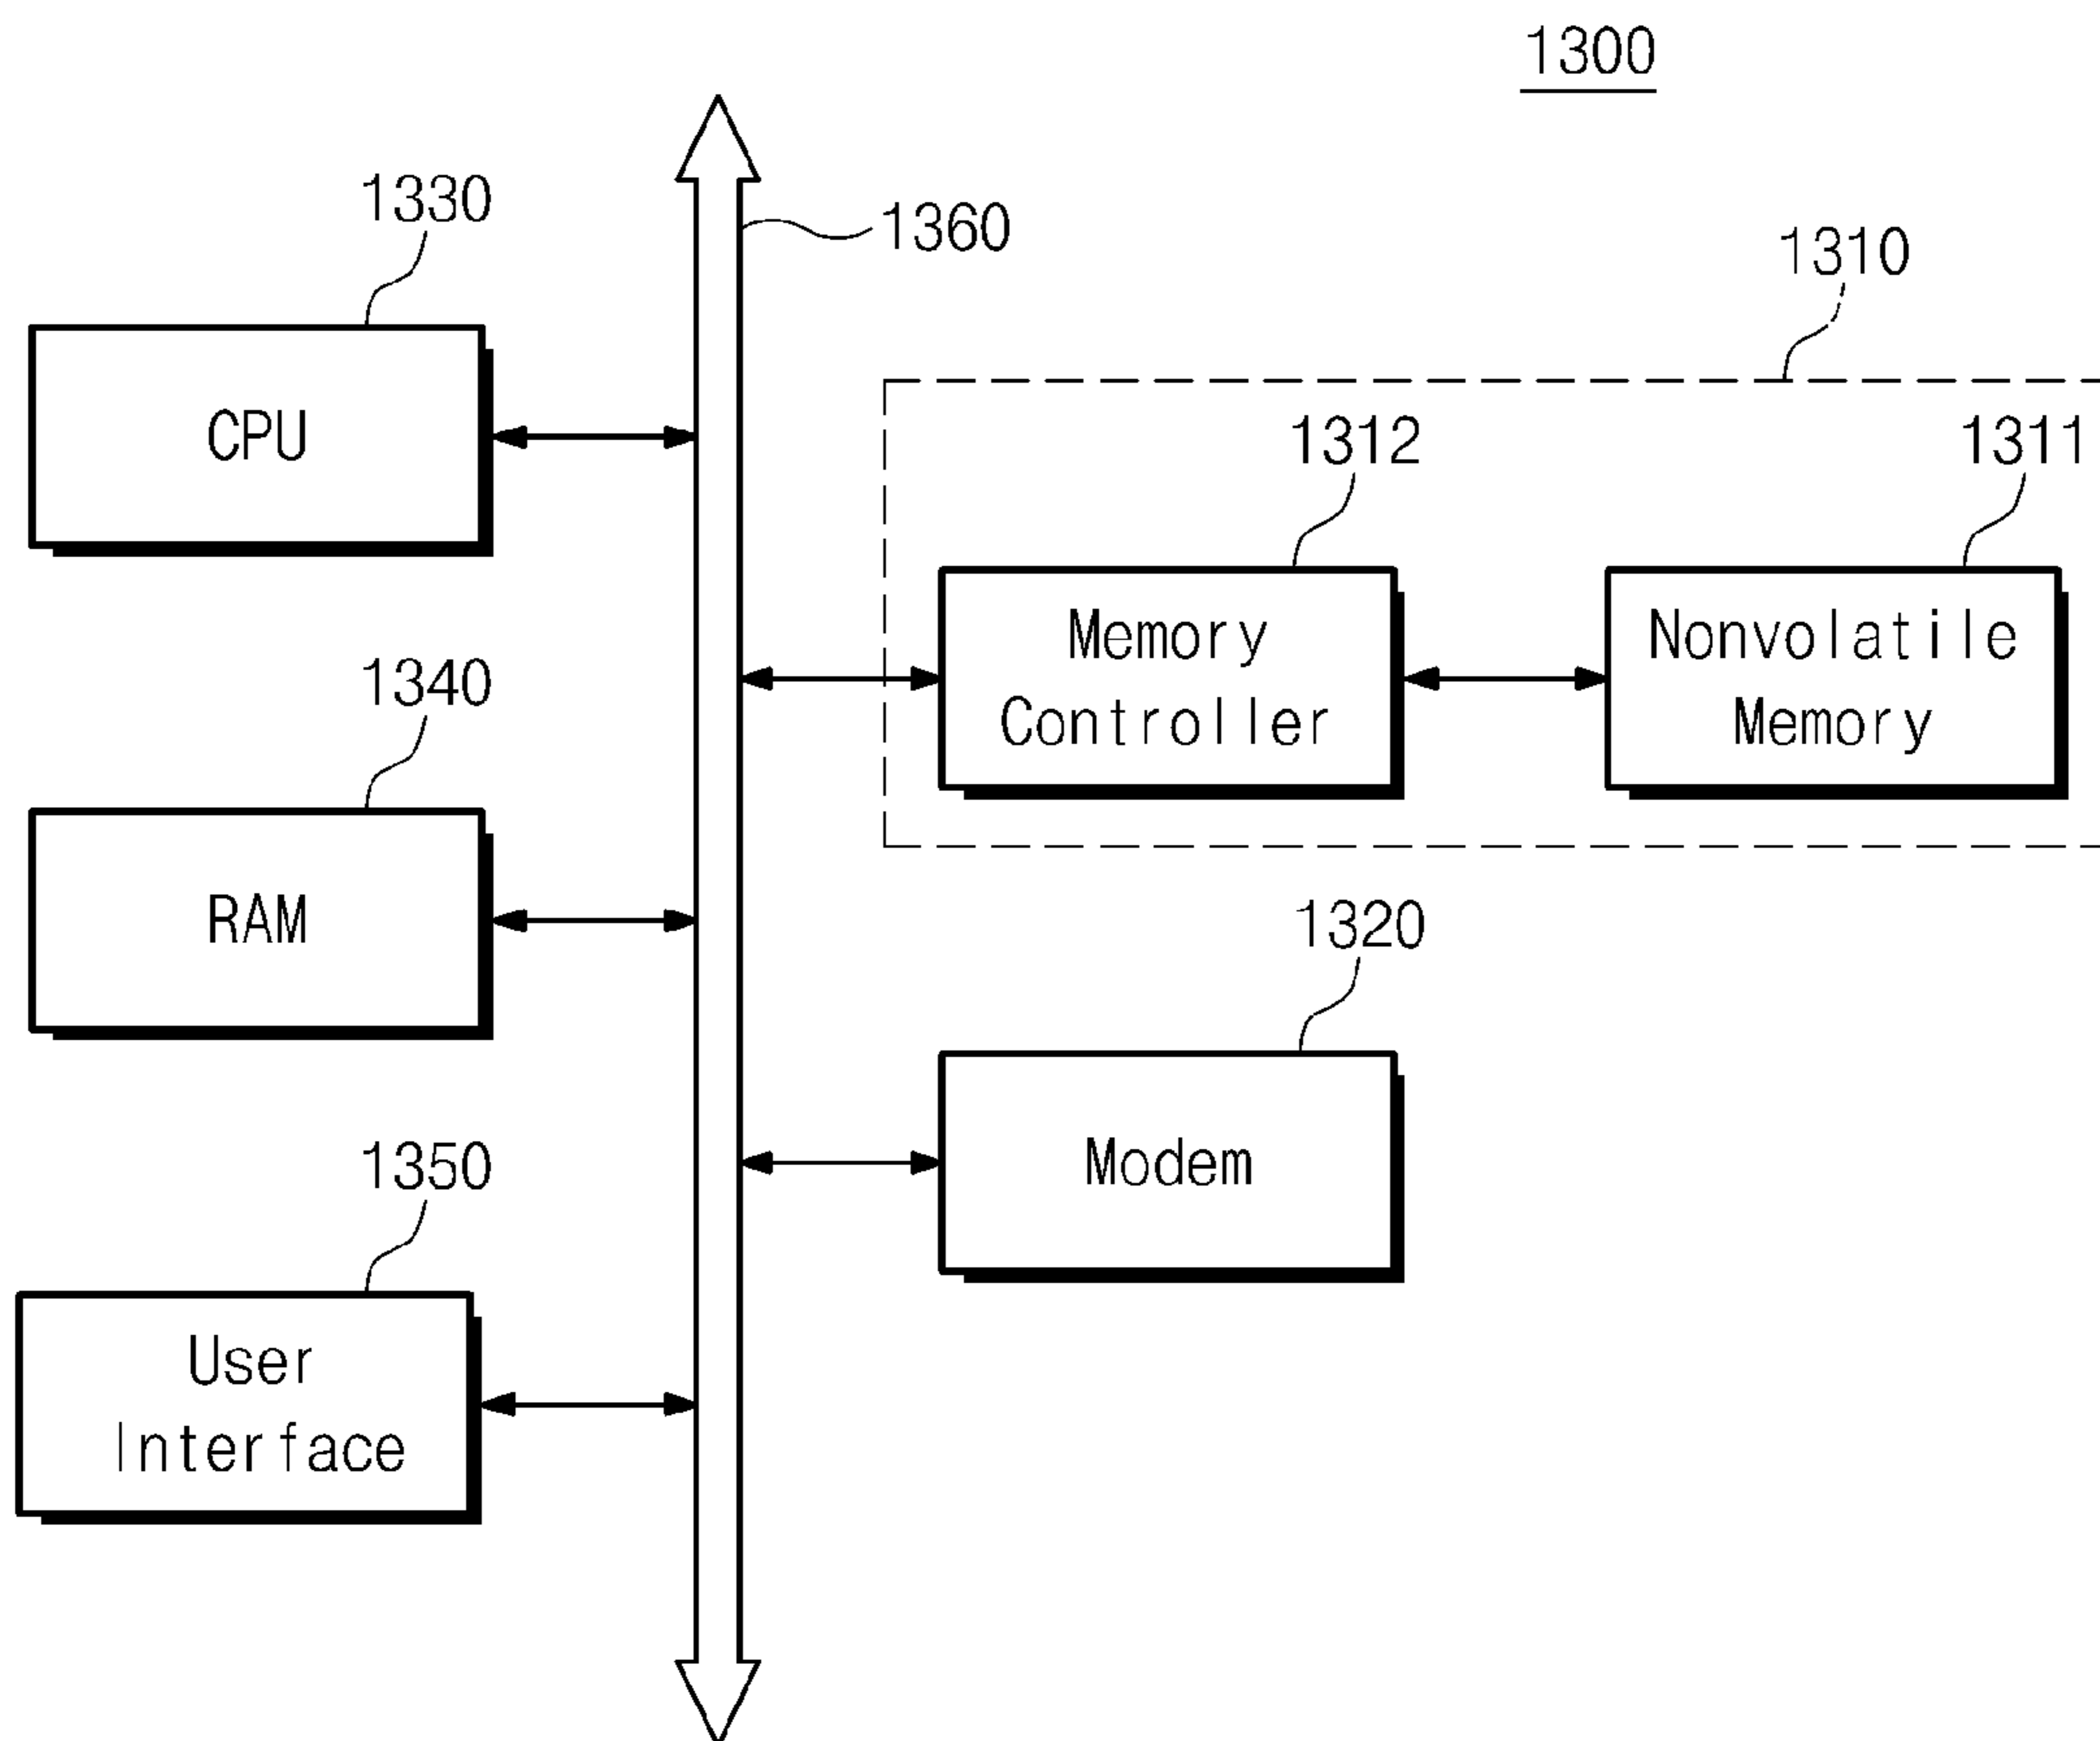 1300
1330
1360
1310
CPU
1312
1311
Memory
Controller
Nonvolatile
Memory
1340
RAM
1320
Modem
1350
User
Interface